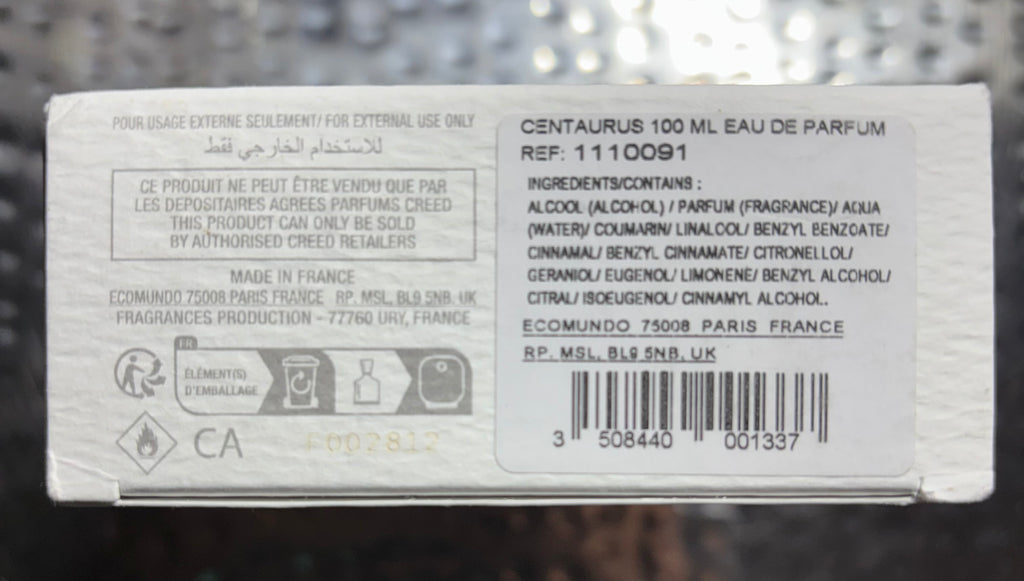 POUR USAGE EXTERNE SEULEMENT/ FOR EXTERNAL USE ONLY
للاستخدام الخارجي فقط
CE PRODUIT NE PEUT ÊTRE VENDU QUE PAR
LES DEPOSITAIRES AGREES PARFUMS CREED
THIS PRODUCT CAN ONLY BE SOLD
BY AUTHORISED CREED RETAILERS
MADE IN FRANCE
ECOMUNDO 75008 PARIS FRANCE RP. MSL, BL9 5NB, UK
FRAGRANCES PRODUCTION - 77760 URY, FRANCE
FR
ÉLÉMENT(S)
D'EMBALLAGE
CA
F002812
CENTAURUS 100 ML EAU DE PARFUM
REF: 1110091
INGREDIENTS/CONTAINS :
ALCOOL (ALCOHOL) / PARFUM (FRAGRANCE)/ AQUA
(WATER)/ COUMARIN/ LINALOOL/ BENZYL BENZOATE/
CINNAMAL/ BENZYL CINNAMATE/ CITRONELLOL/
GERANIOL/ EUGENOL/ LIMONENE/ BENZYL ALCOHOL/
CITRAL/ ISOEUGENOL/ CINNAMYL ALCOHOL..
ECOMUNDO 75008 PARIS FRANCE
RP. MSL, BL9 5NB, UK
3 508440 001337